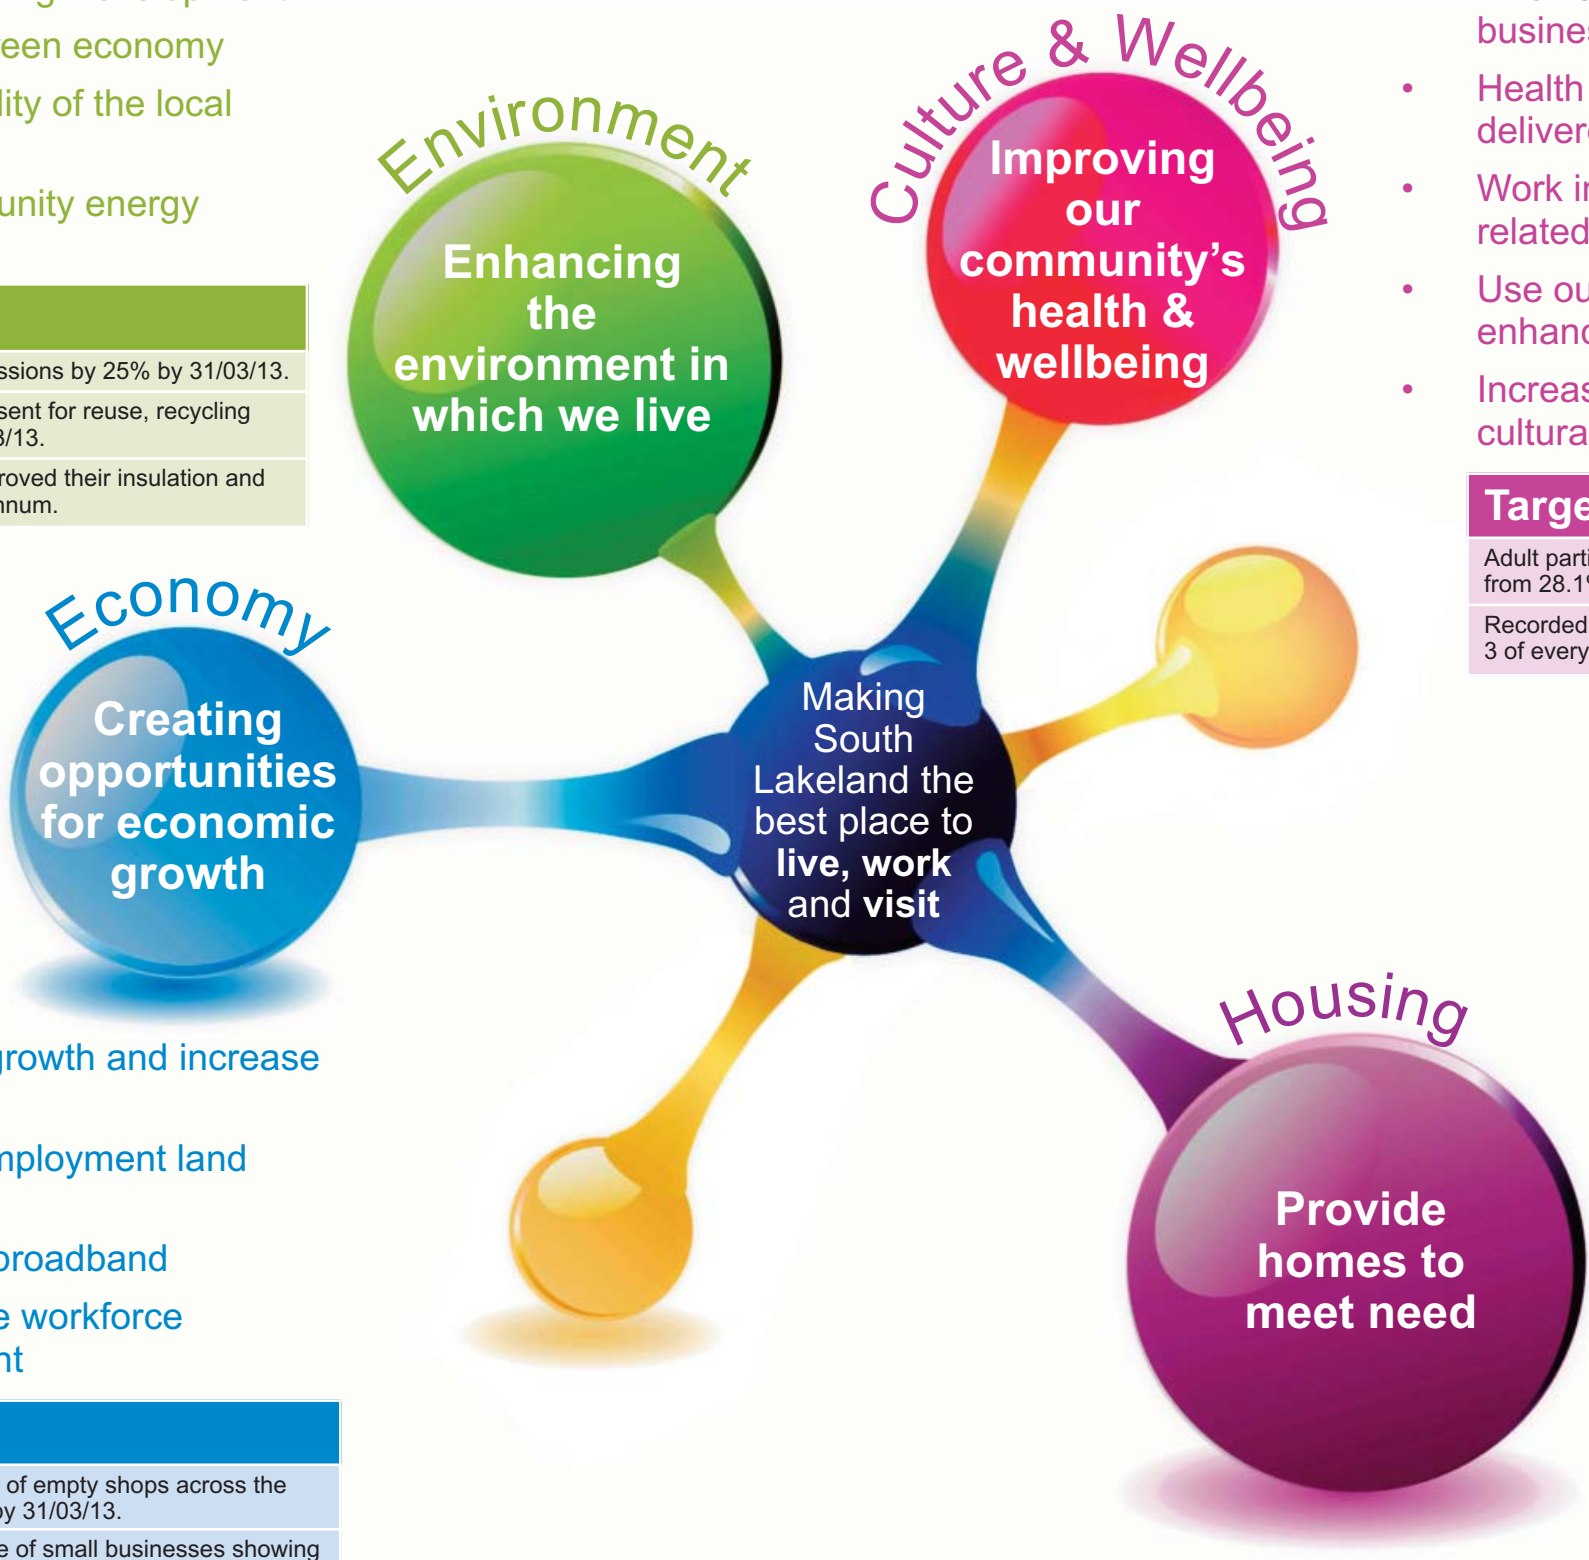 een economy
lity of the local
unity energy
ssions by 25% by 31/03/13.
sent for reuse, recycling
3/13.
roved their insulation and
nnum.
Environment
Enhancing
the
environment in
which we live
Culture & Wellbeing
Improving
our
community’s
health &
wellbeing
busines
• Health
delivere
• Work in
related
• Use ou
enhanc
• Increas
cultura
Targe
Adult parti
from 28.1%
Recorded
3 of every
Economy
Creating
opportunities
for economic
growth
Making
South
Lakeland the
best place to
live, work
and visit
growth and increase
mployment land
broadband
e workforce
nt
of empty shops across the
by 31/03/13.
e of small businesses showing
Housing
Provide
homes to
meet need